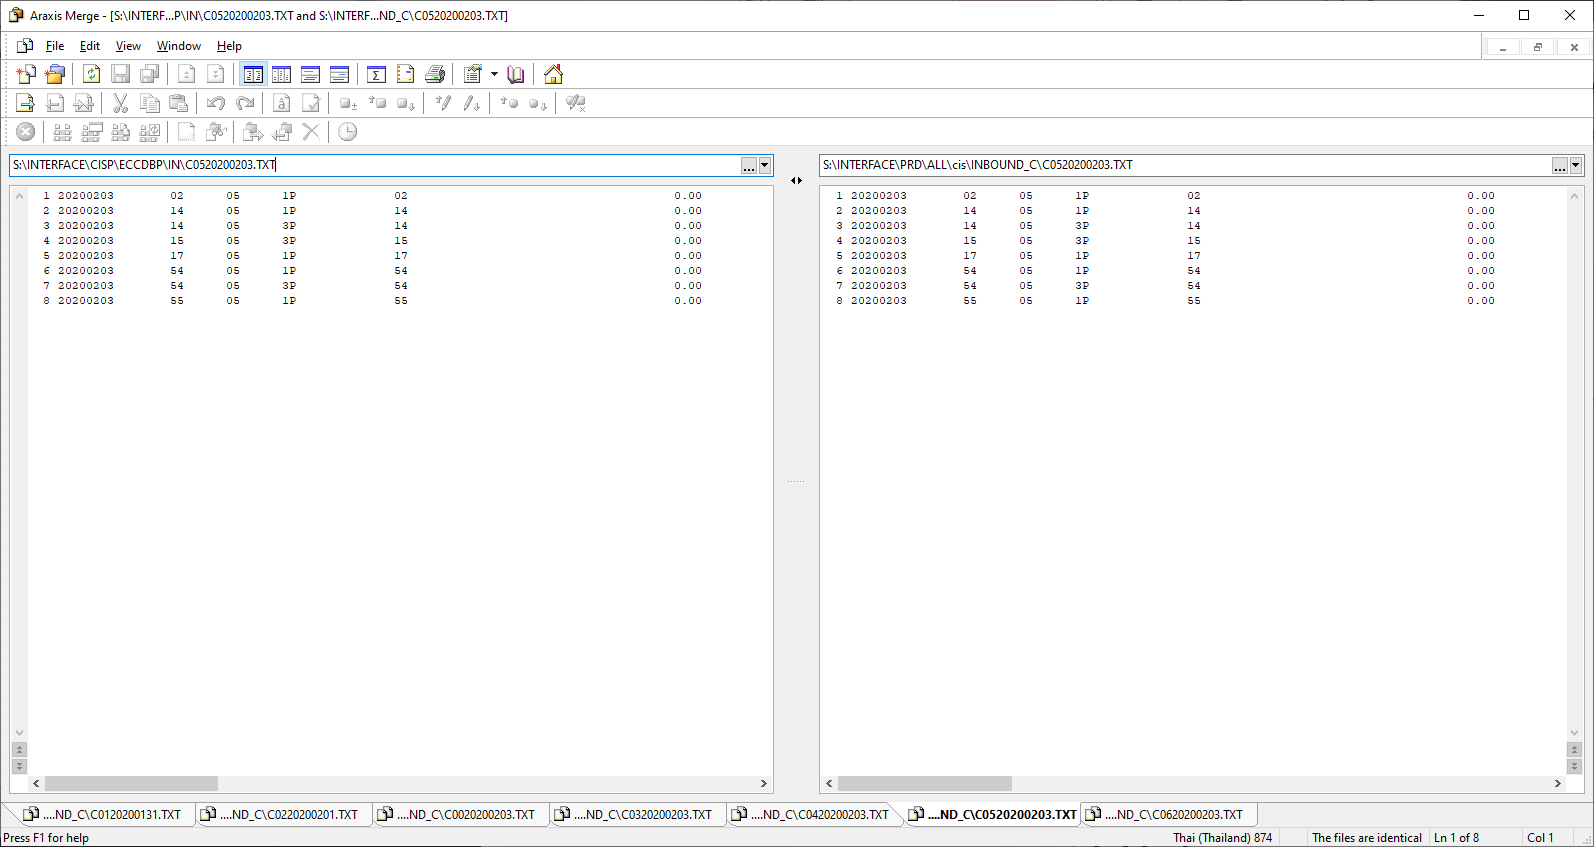 Araxis Merge - [S:\INTERF...P\IN\C0520200203.TXT and S:\INTERF...ND_C\C0520200203.TXT]
File Edit View Window Help
S:\INTERFACE\CISP\ECCDBP\IN\C0520200203.TXT ...
S:\INTERFACE\PRD\ALL\cis\INBOUND_C\C0520200203.TXT ...
1 20200203 02 05 1P 02 0.00
2 20200203 14 05 1P 14 0.00
3 20200203 14 05 3P 14 0.00
4 20200203 15 05 3P 15 0.00
5 20200203 17 05 1P 17 0.00
6 20200203 54 05 1P 54 0.00
7 20200203 54 05 3P 54 0.00
8 20200203 55 05 1P 55 0.00
1 20200203 02 05 1P 02 0.00
2 20200203 14 05 1P 14 0.00
3 20200203 14 05 3P 14 0.00
4 20200203 15 05 3P 15 0.00
5 20200203 17 05 1P 17 0.00
6 20200203 54 05 1P 54 0.00
7 20200203 54 05 3P 54 0.00
8 20200203 55 05 1P 55 0.00
....ND_C\C0120200131.TXT ....ND_C\C0220200201.TXT ....ND_C\C0020200203.TXT ....ND_C\C0320200203.TXT ....ND_C\C0420200203.TXT ....ND_C\C0520200203.TXT ....ND_C\C0620200203.TXT
Press F1 for help Thai (Thailand) 874 The files are identical Ln 1 of 8 Col 1